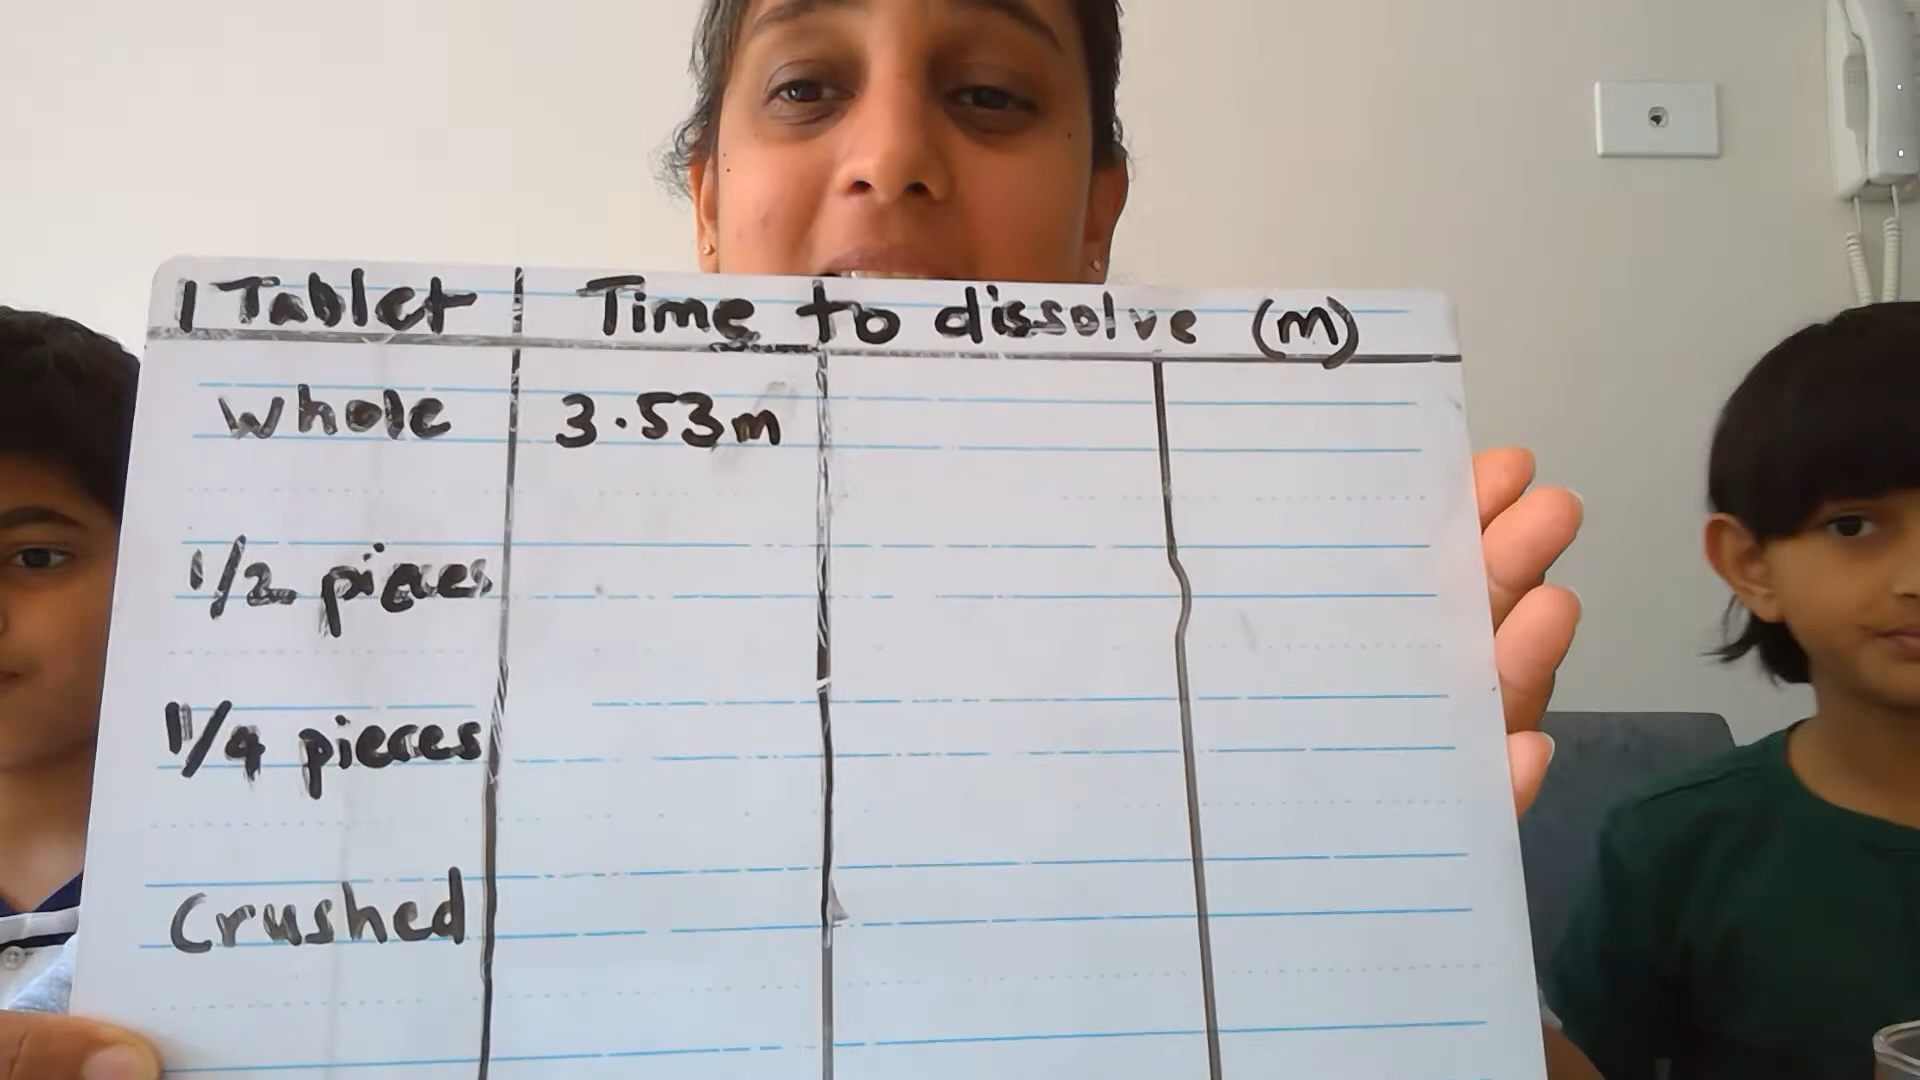 1 Tablet Time to dissolve (m)
whole 3.53m
1/2 pieces
1/4 pieces
Crushed